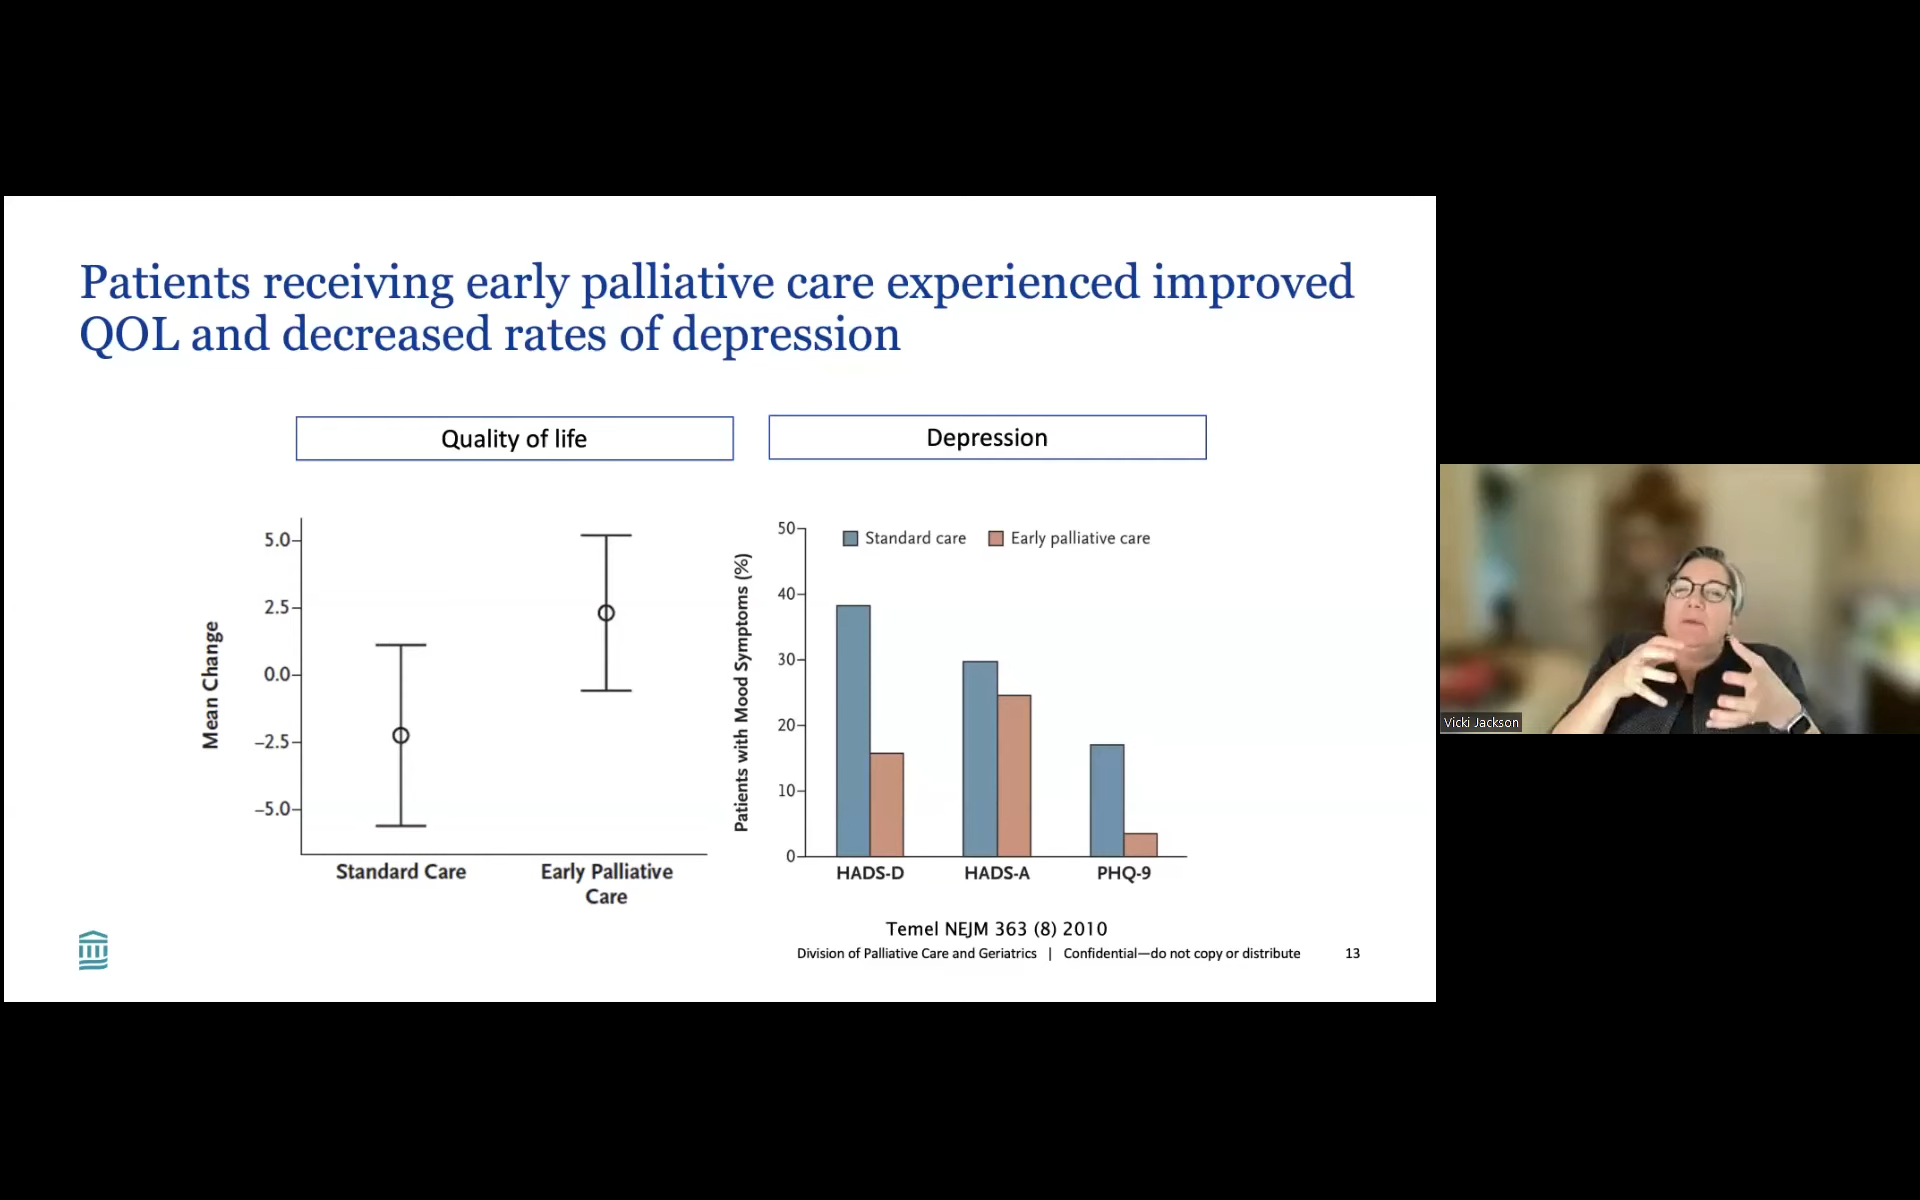 Patients receiving early palliative care experienced improved
QOL and decreased rates of depression
Quality of life
Mean Change
5.0
2.5
0.0
–2.5
–5.0
Standard Care
Early Palliative
Care
Depression
Patients with Mood Symptoms (%)
50
40
30
20
10
0
Standard care
Early palliative care
HADS-D
HADS-A
PHQ-9
Temel NEJM 363 (8) 2010
Division of Palliative Care and Geriatrics | Confidential—do not copy or distribute
13
Vicki Jackson